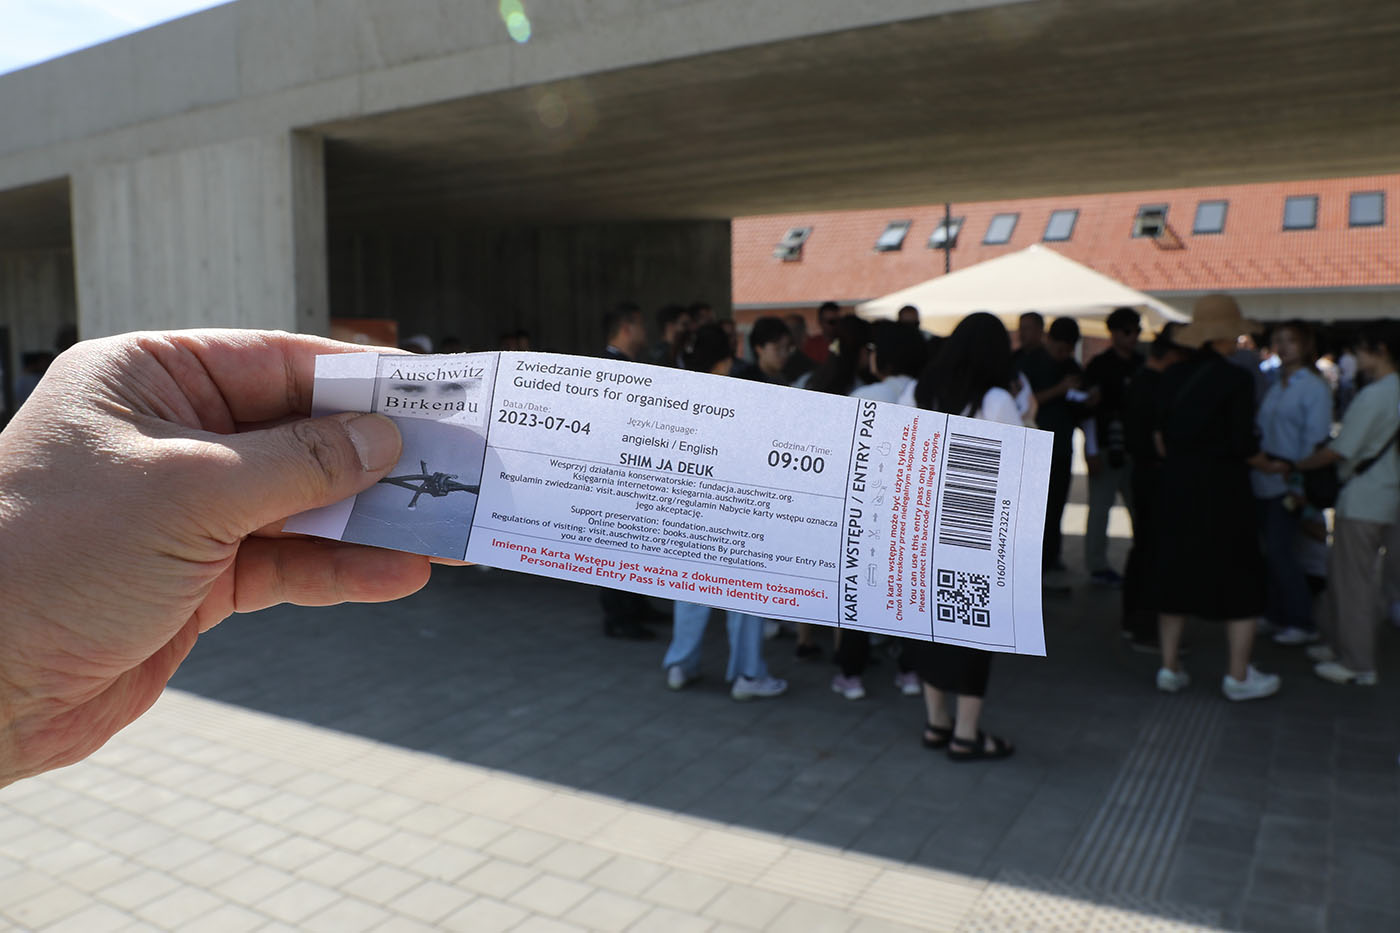 Auschwitz
Birkenau
Zwiedzanie grupowe
Guided tours for organised groups
Data/Date:
2023-07-04
Język/Language:
angielski / English
Godzina/Time:
09:00
SHIM JA DEUK
Wesprzyj działania konserwatorskie: fundacja.auschwitz.org.
Księgarnia internetowa: ksiegarnia.auschwitz.org
Regulamin zwiedzania: visit.auschwitz.org/regulamin Nabycie karty wstępu oznacza
jego akceptację.
Support preservation: foundation.auschwitz.org
Online bookstore: books.auschwitz.org
Regulations of visiting: visit.auschwitz.org/regulations By purchasing your Entry Pass
you are deemed to have accepted the regulations.
Imienna Karta Wstępu jest ważna z dokumentem tożsamości.
Personalized Entry Pass is valid with identity card.
KARTA WSTĘPU / ENTRY PASS
Ta karta wstępu może być użyta tylko raz.
Chroń kod kreskowy przed nielegalnym skopiowaniem.
You can use this entry pass only once.
Please protect this barcode from illegal copying.
0160749447232218